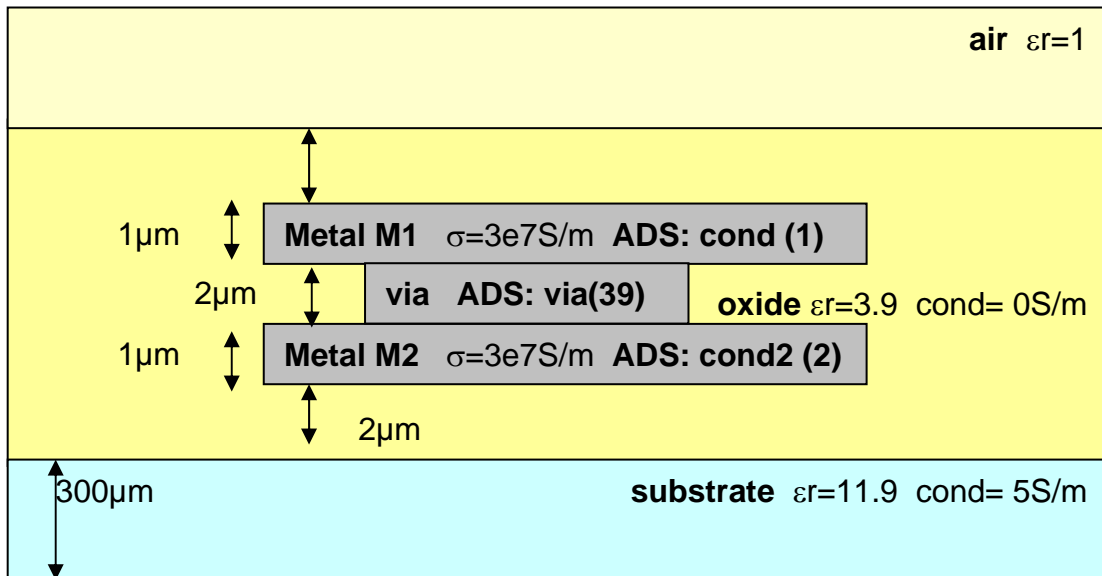 air εr=1
1µm
Metal M1 σ=3e7S/m ADS: cond (1)
2µm
via ADS: via(39)
oxide εr=3.9 cond= 0S/m
1µm
Metal M2 σ=3e7S/m ADS: cond2 (2)
2µm
300µm
substrate εr=11.9 cond= 5S/m